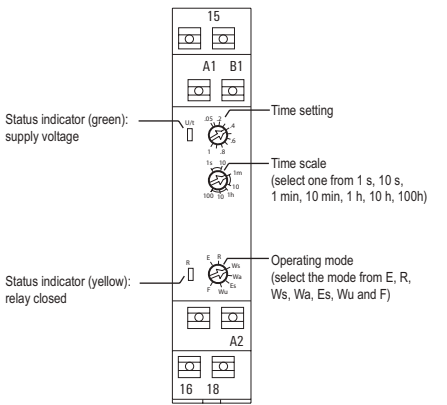 15
A1 B1
Status indicator (green):
supply voltage
U/t
.05 .2 .4 .6 .8 1
Time setting
1s 10 1m 10 1h 10 100
Time scale
(select one from 1 s, 10 s,
1 min, 10 min, 1 h, 10 h, 100h)
Status indicator (yellow):
relay closed
R
E R Ws Wa Es Wu F
Operating mode
(select the mode from E, R,
Ws, Wa, Es, Wu and F)
A2
16 18